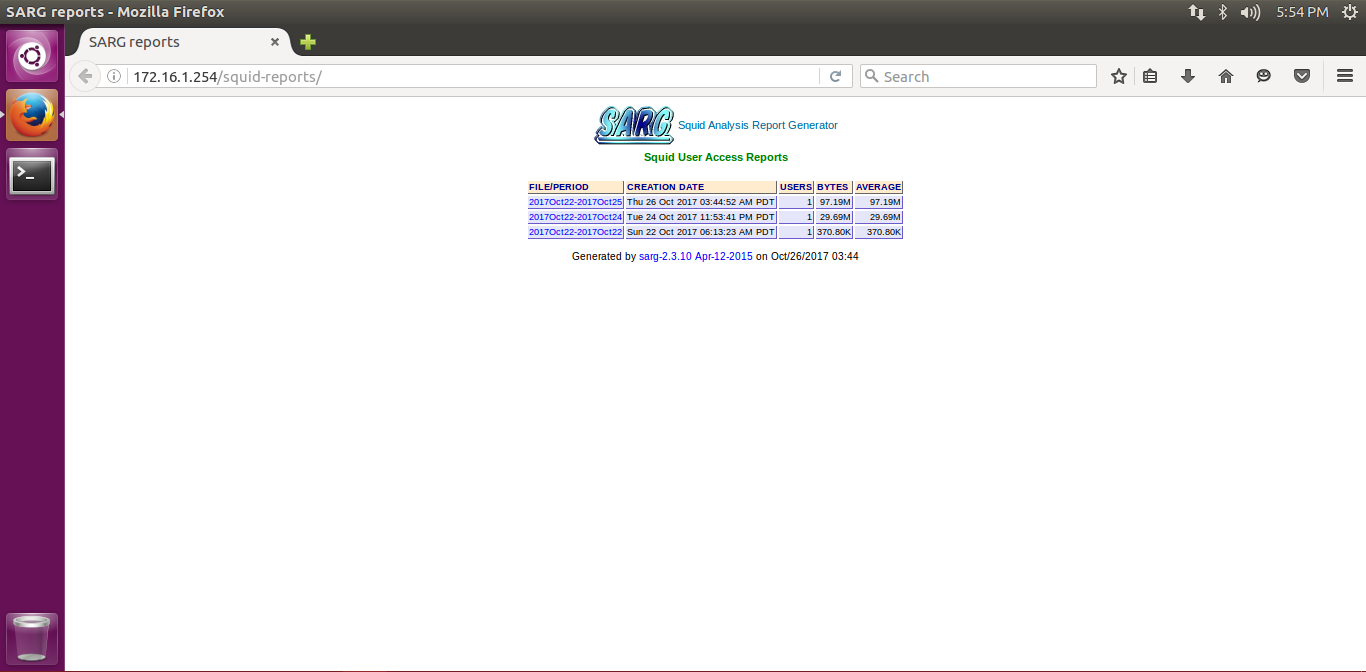 SARG reports - Mozilla Firefox
5:54 PM
SARG reports
172.16.1.254/squid-reports/
Search
SARG Squid Analysis Report Generator
Squid User Access Reports
FILE/PERIOD CREATION DATE USERS BYTES AVERAGE
2017Oct22-2017Oct25 Thu 26 Oct 2017 03:44:52 AM PDT 1 97.19M 97.19M
2017Oct22-2017Oct24 Tue 24 Oct 2017 11:53:41 PM PDT 1 29.69M 29.69M
2017Oct22-2017Oct22 Sun 22 Oct 2017 06:13:23 AM PDT 1 370.80K 370.80K
Generated by sarg-2.3.10 Apr-12-2015 on Oct/26/2017 03:44